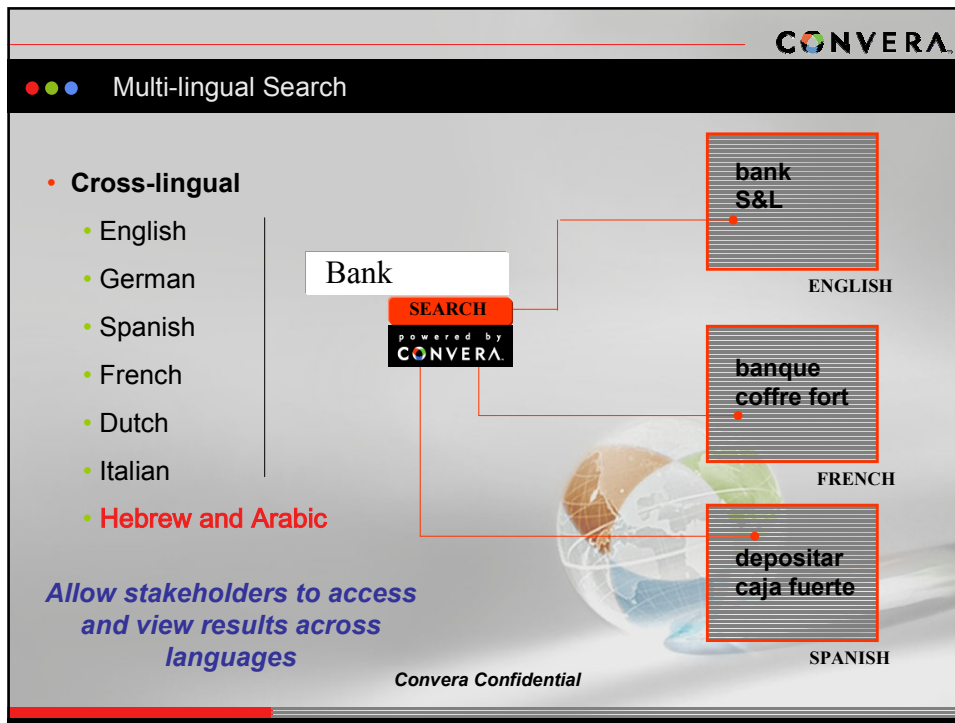 CONVERA
Multi-lingual Search
• Cross-lingual
• English
• German
• Spanish
• French
• Dutch
• Italian
• Hebrew and Arabic
Allow stakeholders to access
and view results across
languages
Bank
SEARCH
powered by
CONVERA
bank
S&L
ENGLISH
banque
coffre fort
FRENCH
depositar
caja fuerte
SPANISH
Convera Confidential